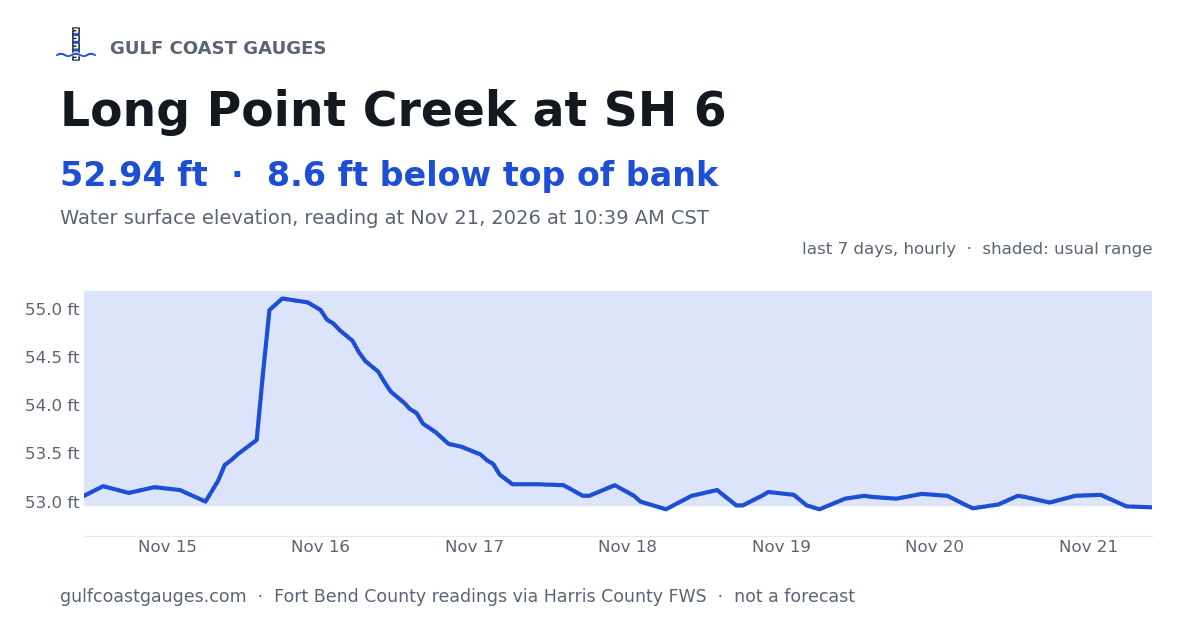 GULF COAST GAUGES
Long Point Creek at SH 6
52.94 ft · 8.6 ft below top of bank
Water surface elevation, reading at Nov 21, 2026 at 10:39 AM CST
last 7 days, hourly · shaded: usual range
55.0 ft
54.5 ft
54.0 ft
53.5 ft
53.0 ft
Nov 15 Nov 16 Nov 17 Nov 18 Nov 19 Nov 20 Nov 21
gulfcoastgauges.com · Fort Bend County readings via Harris County FWS · not a forecast